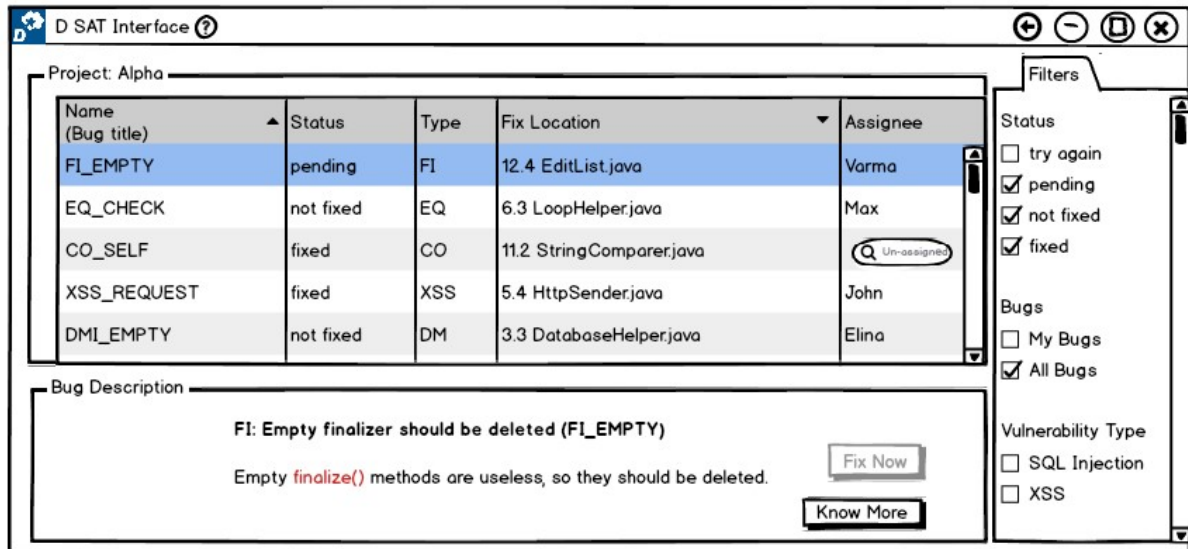 D D SAT Interface ?
Project: Alpha
Name
(Bug title) Status Type Fix Location Assignee
FI_EMPTY pending FI 12.4 EditList.java Varma
EQ_CHECK not fixed EQ 6.3 LoopHelper.java Max
CO_SELF fixed CO 11.2 StringComparer.java Un-assigned
XSS_REQUEST fixed XSS 5.4 HttpSender.java John
DMI_EMPTY not fixed DM 3.3 DatabaseHelper.java Elina
Bug Description
FI: Empty finalizer should be deleted (FI_EMPTY)
Empty finalize() methods are useless, so they should be deleted.
Fix Now
Know More
Filters
Status
try again
pending
not fixed
fixed
Bugs
My Bugs
All Bugs
Vulnerability Type
SQL Injection
XSS